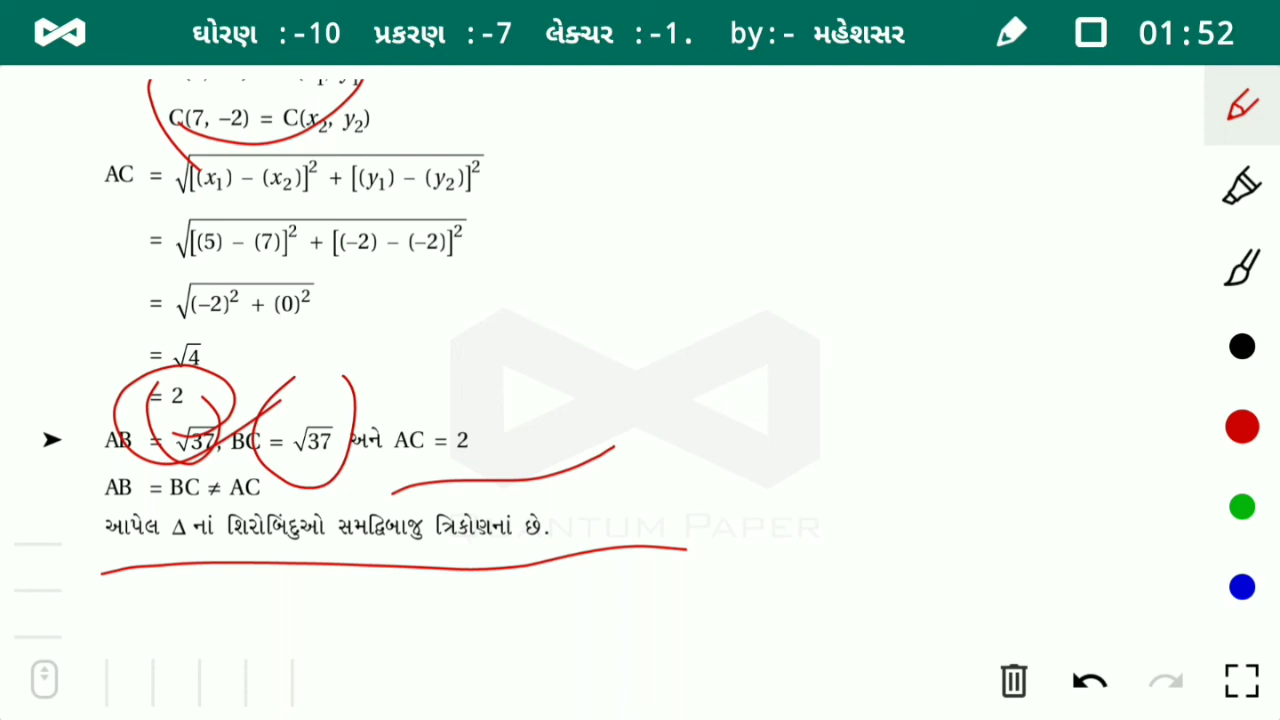 ધોરણ :-10 પ્રકરણ :-7 લેક્ચર :-1. by:- મહેશસર 01:52
C(7, –2) = C(x₂, y₂)
AC = √[(x₁) – (x₂)]² + [(y₁) – (y₂)]²
= √[(5) – (7)]² + [(–2) – (–2)]²
= √(–2)² + (0)²
= √4
= 2
➤ AB = √37, BC = √37 અને AC = 2
AB = BC ≠ AC
આપેલ Δ નાં શિરોબિંદુઓ સમદ્વિબાજુ ત્રિકોણનાં છે.
QUANTUM PAPER